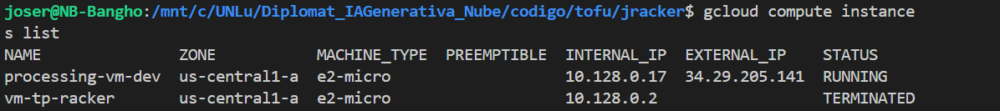 joser@NB-Bangho:/mnt/c/UNLu/Diplomat_IAGenerativa_Nube/codigo/tofu/jracker$ gcloud compute instance
s list
NAME               ZONE           MACHINE_TYPE  PREEMPTIBLE  INTERNAL_IP  EXTERNAL_IP    STATUS
processing-vm-dev  us-central1-a  e2-micro                   10.128.0.17  34.29.205.141  RUNNING
vm-tp-racker       us-central1-a  e2-micro                   10.128.0.2                  TERMINATED